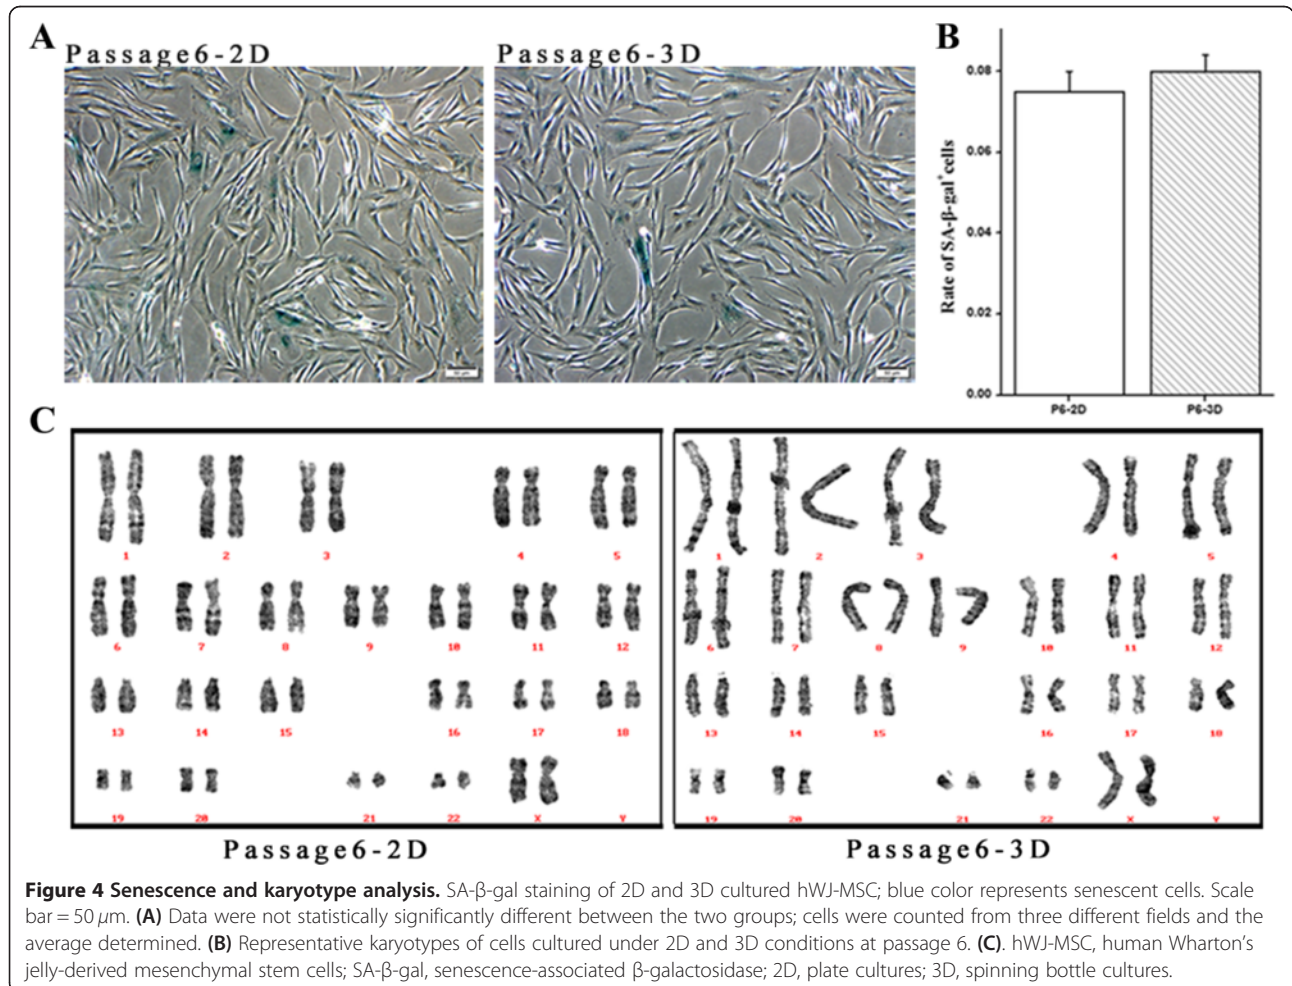 A
Passage6-2D
Passage6-3D
B
0.08
0.06
0.04
0.02
0.00
Rate of SA-β-gal⁺cells
P6-2D
P6-3D
C
1 2 3 4 5
6 7 8 9 10 11 12
13 14 15 16 17 18
19 20 21 22 X Y
Passage6-2D
1 2 3 4 5
6 7 8 9 10 11 12
13 14 15 16 17 18
19 20 21 22 X Y
Passage6-3D
Figure 4 Senescence and karyotype analysis. SA-β-gal staining of 2D and 3D cultured hWJ-MSC; blue color represents senescent cells. Scale
bar = 50 μm. (A) Data were not statistically significantly different between the two groups; cells were counted from three different fields and the
average determined. (B) Representative karyotypes of cells cultured under 2D and 3D conditions at passage 6. (C). hWJ-MSC, human Wharton's
jelly-derived mesenchymal stem cells; SA-β-gal, senescence-associated β-galactosidase; 2D, plate cultures; 3D, spinning bottle cultures.